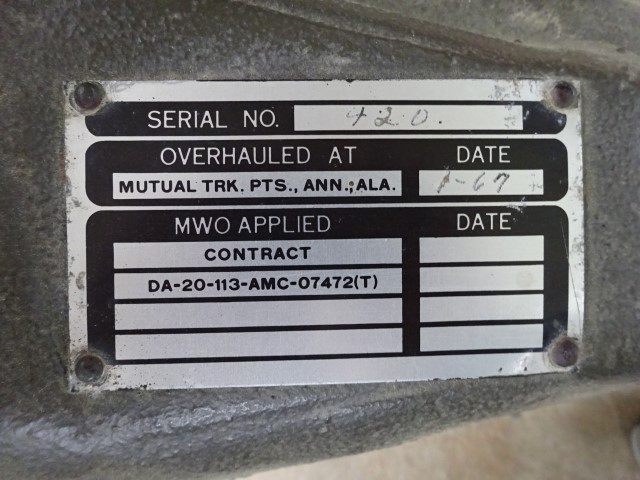 SERIAL NO. 420.
OVERHAULED AT DATE
MUTUAL TRK. PTS., ANN., ALA. 1-67
MWO APPLIED DATE
CONTRACT
DA-20-113-AMC-07472(T)